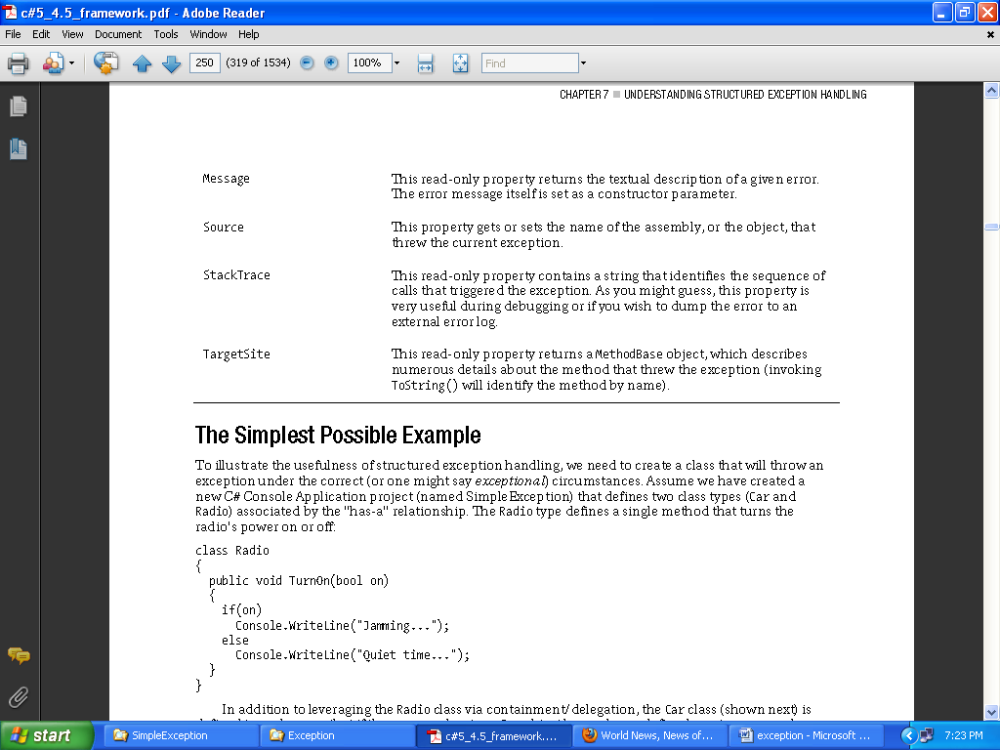 c#5_4.5_framework.pdf - Adobe Reader
File Edit View Document Tools Window Help
250 (319 of 1534) 100% Find
CHAPTER 7 ■ UNDERSTANDING STRUCTURED EXCEPTION HANDLING
Message This read-only property returns the textual description of a given error.
The error message itself is set as a constructor parameter.
Source This property gets or sets the name of the assembly, or the object, that
threw the current exception.
StackTrace This read-only property contains a string that identifies the sequence of
calls that triggered the exception. As you might guess, this property is
very useful during debugging or if you wish to dump the error to an
external error log.
TargetSite This read-only property returns a MethodBase object, which describes
numerous details about the method that threw the exception (invoking
ToString() will identify the method by name).
The Simplest Possible Example
To illustrate the usefulness of structured exception handling, we need to create a class that will throw an
exception under the correct (or one might say exceptional) circumstances. Assume we have created a
new C# Console Application project (named SimpleException) that defines two class types (Car and
Radio) associated by the "has-a" relationship. The Radio type defines a single method that turns the
radio's power on or off:
class Radio
{
public void TurnOn(bool on)
{
if(on)
Console.WriteLine("Jamming...");
else
Console.WriteLine("Quiet time...");
}
}
In addition to leveraging the Radio class via containment/delegation, the Car class (shown next) is
start SimpleException Exception c#5_4.5_framework.... World News, News of... exception - Microsoft ... 7:23 PM